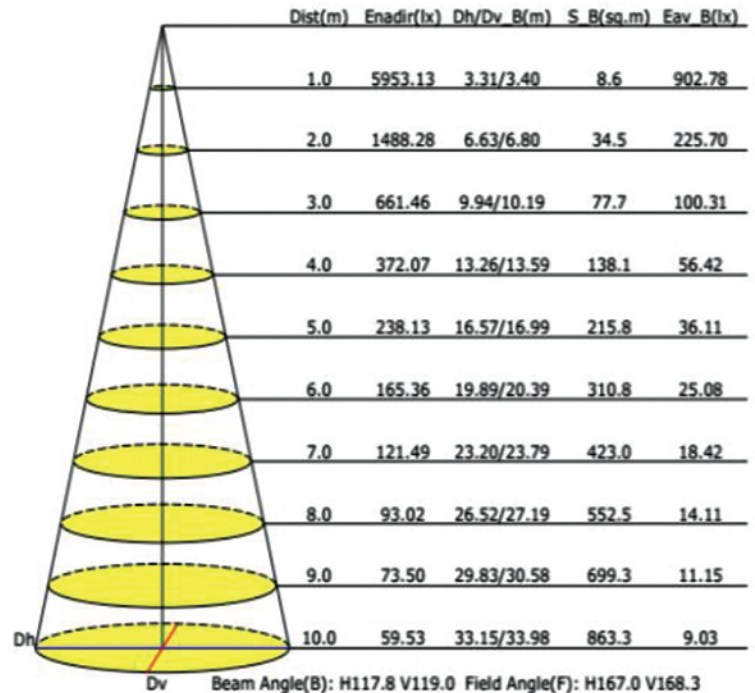 Dist(m) Enadir(lx) Dh/Dv_B(m) S_B(sq.m) Eav_B(lx)
1.0 5953.13 3.31/3.40 8.6 902.78
2.0 1488.28 6.63/6.80 34.5 225.70
3.0 661.46 9.94/10.19 77.7 100.31
4.0 372.07 13.26/13.59 138.1 56.42
5.0 238.13 16.57/16.99 215.8 36.11
6.0 165.36 19.89/20.39 310.8 25.08
7.0 121.49 23.20/23.79 423.0 18.42
8.0 93.02 26.52/27.19 552.5 14.11
9.0 73.50 29.83/30.58 699.3 11.15
Dh 10.0 59.53 33.15/33.98 863.3 9.03
Dv Beam Angle(B): H117.8 V119.0 Field Angle(F): H167.0 V168.3